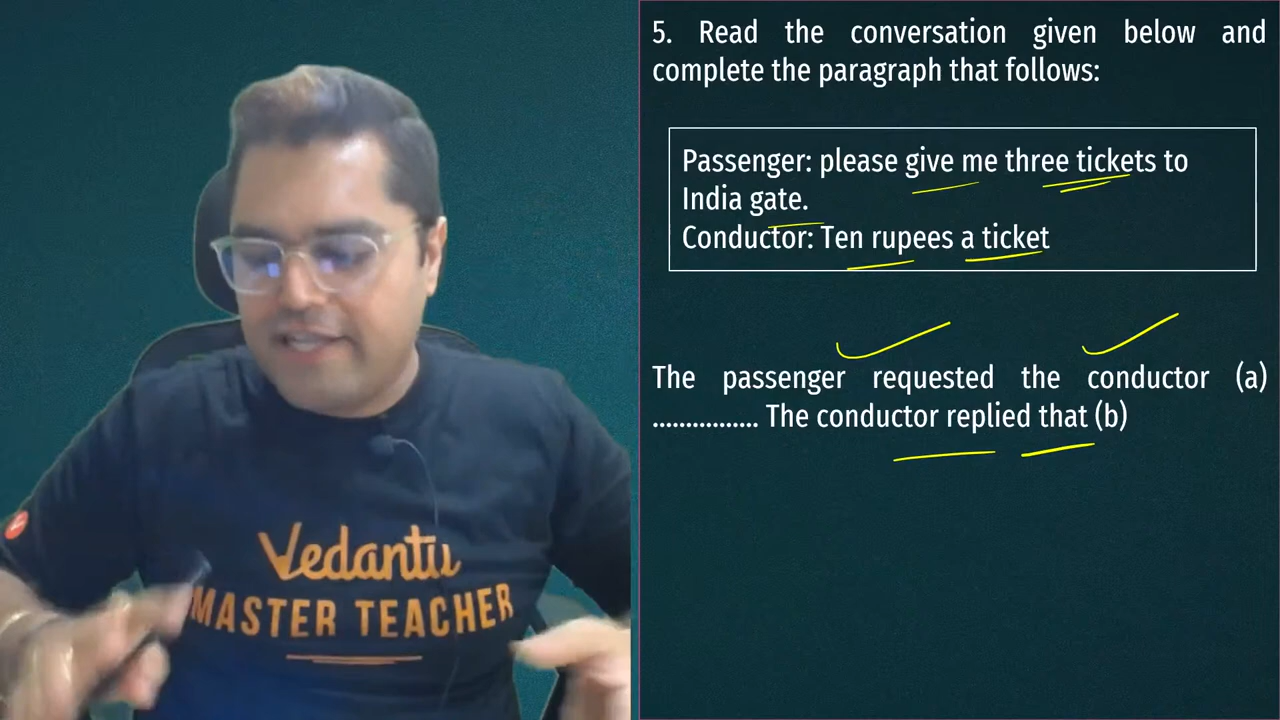 5. Read the conversation given below and
complete the paragraph that follows:
Passenger: please give me three tickets to
India gate.
Conductor: Ten rupees a ticket
The passenger requested the conductor (a)
................ The conductor replied that (b)
Vedantu
MASTER TEACHER